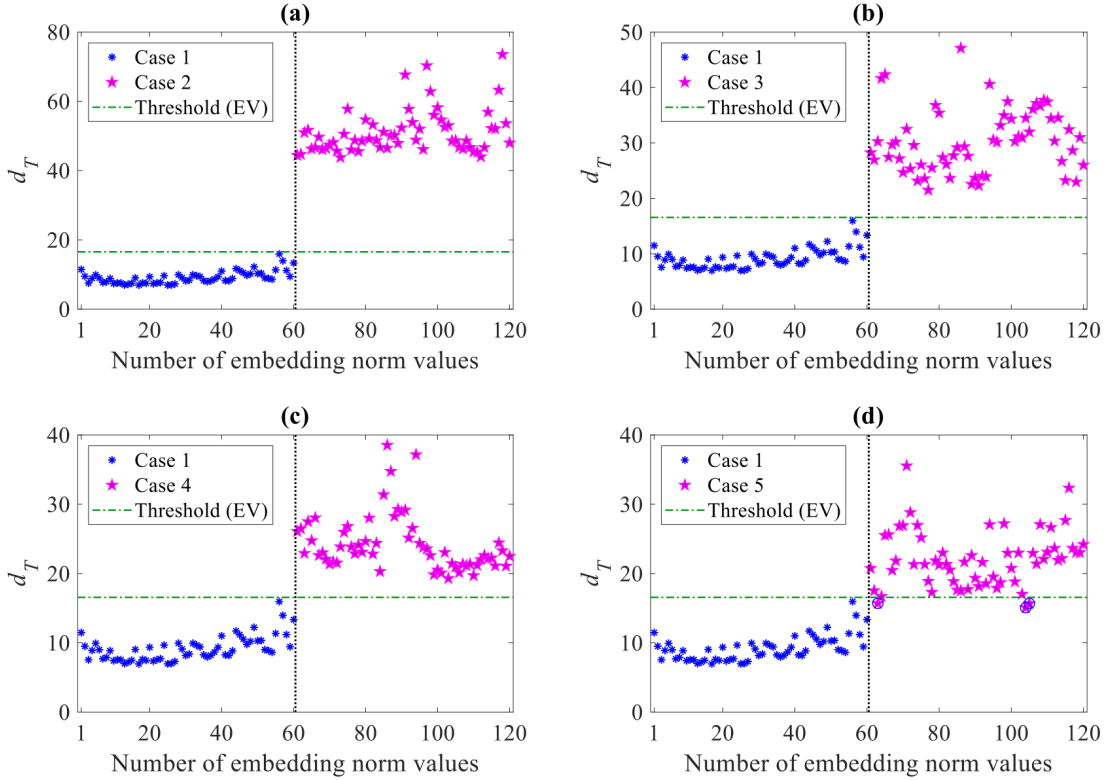 (a)
80
60
40
20
0
d_T
Case 1
Case 2
Threshold (EV)
1 20 40 60 80 100 120
Number of embedding norm values
(b)
50
40
30
20
10
0
d_T
Case 1
Case 3
Threshold (EV)
1 20 40 60 80 100 120
Number of embedding norm values
(c)
40
30
20
10
0
d_T
Case 1
Case 4
Threshold (EV)
1 20 40 60 80 100 120
Number of embedding norm values
(d)
40
30
20
10
0
d_T
Case 1
Case 5
Threshold (EV)
1 20 40 60 80 100 120
Number of embedding norm values